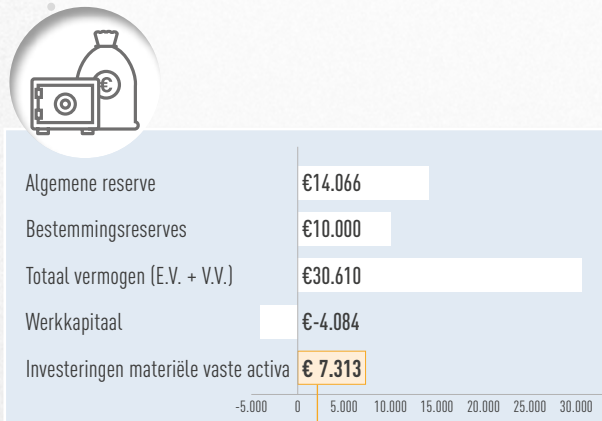 €
Algemene reserve €14.066
Bestemmingsreserves €10.000
Totaal vermogen (E.V. + V.V.) €30.610
Werkkapitaal €-4.084
Investeringen materiële vaste activa € 7.313
-5.000 0 5.000 10.000 15.000 20.000 25.000 30.000